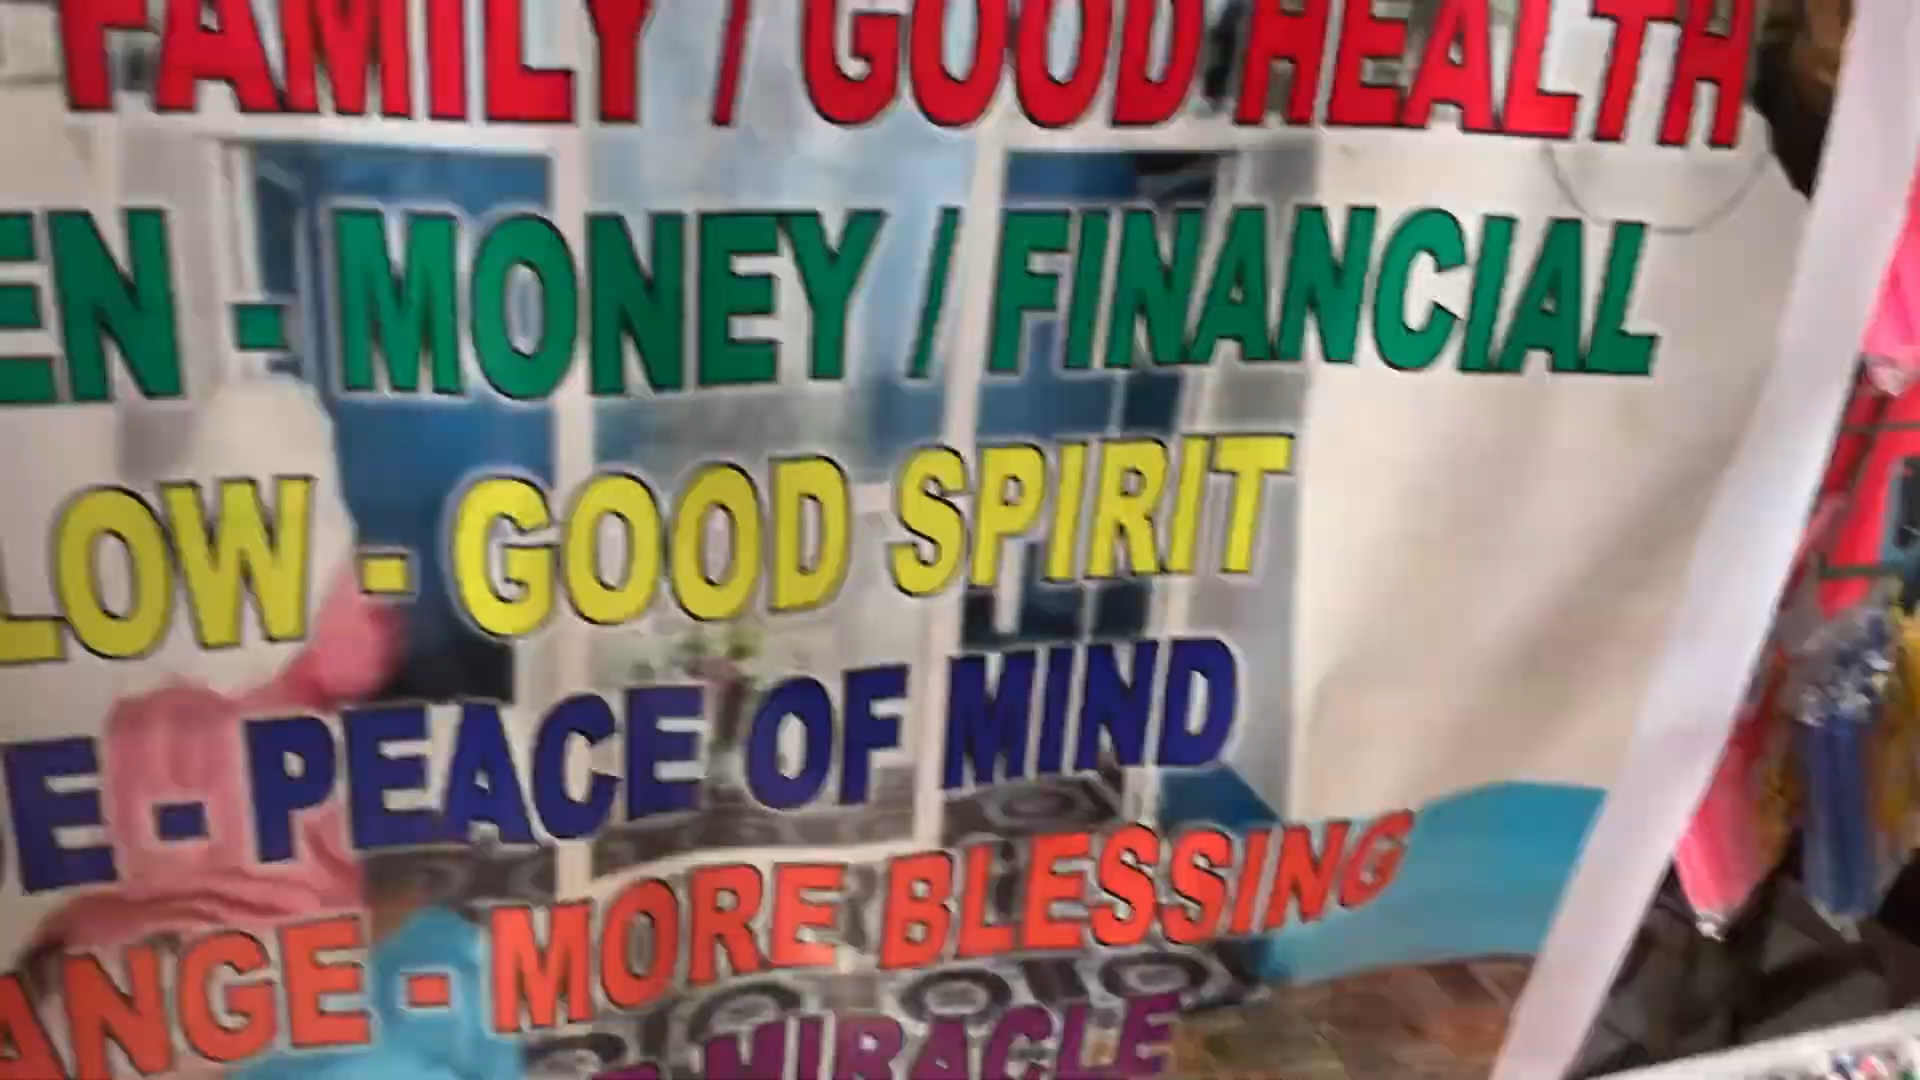 FAMILY / GOOD HEALTH
EN - MONEY / FINANCIAL
LOW - GOOD SPIRIT
E - PEACE OF MIND
ANGE - MORE BLESSING
MIRACLE